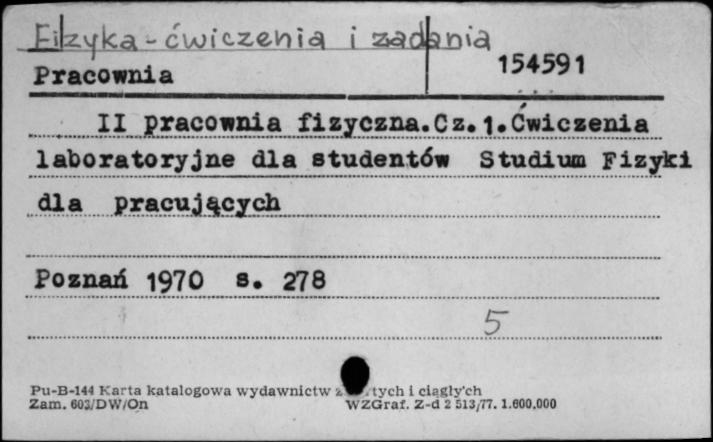 Fizyka - ćwiczenia i zadania
Pracownia 154591
II pracownia fizyczna.Cz.1.Ćwiczenia
laboratoryjne dla studentów Studium Fizyki
dla pracujących
Poznań 1970 s. 278
5
Pu-B-144 Karta katalogowa wydawnictw z tych i ciągłych
Zam. 603/DW/On WZGraf. Z-d 2 513/77. 1.600.000